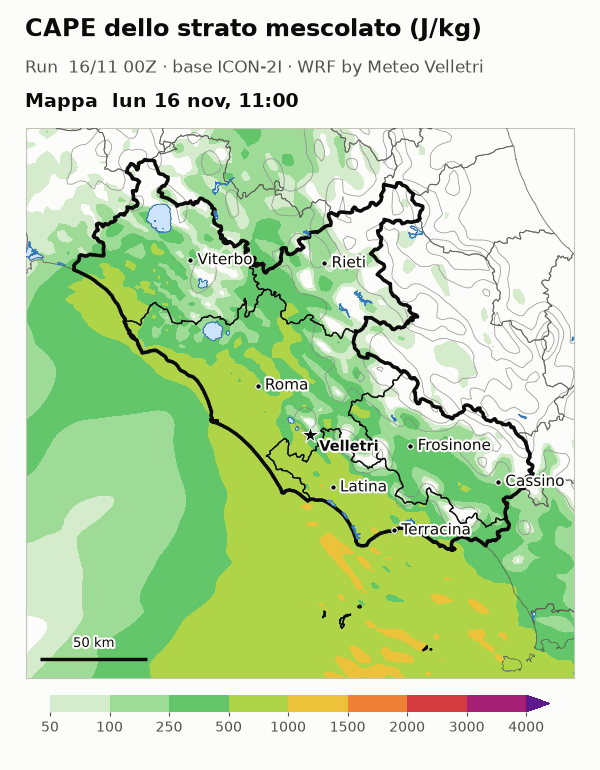 CAPE dello strato mescolato (J/kg)
Run  16/11 00Z · base ICON-2I · WRF by Meteo Velletri
Mappa  lun 16 nov, 11:00
Viterbo
Rieti
Roma
Velletri
Frosinone
Cassino
Latina
Terracina
50 km
50 100 250 500 1000 1500 2000 3000 4000